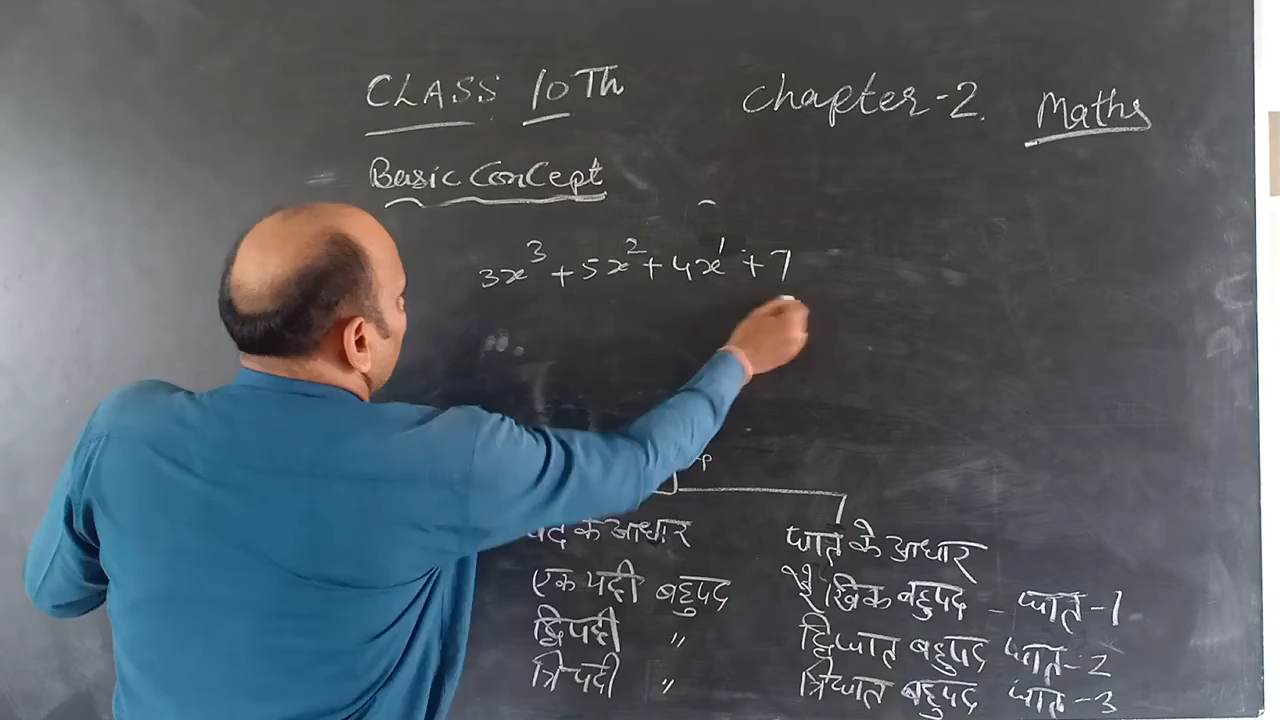 CLASS 10Th Chapter-2. Maths
Basic Concept
3x³ + 5x² + 4x¹ + 7
के आधार घात के आधार
एक पदी बहुपद रैखिक बहुपद - घात-1
द्विपदी " द्विघात बहुपद घात-2
त्रिपदी " त्रिघात बहुपद घात-3